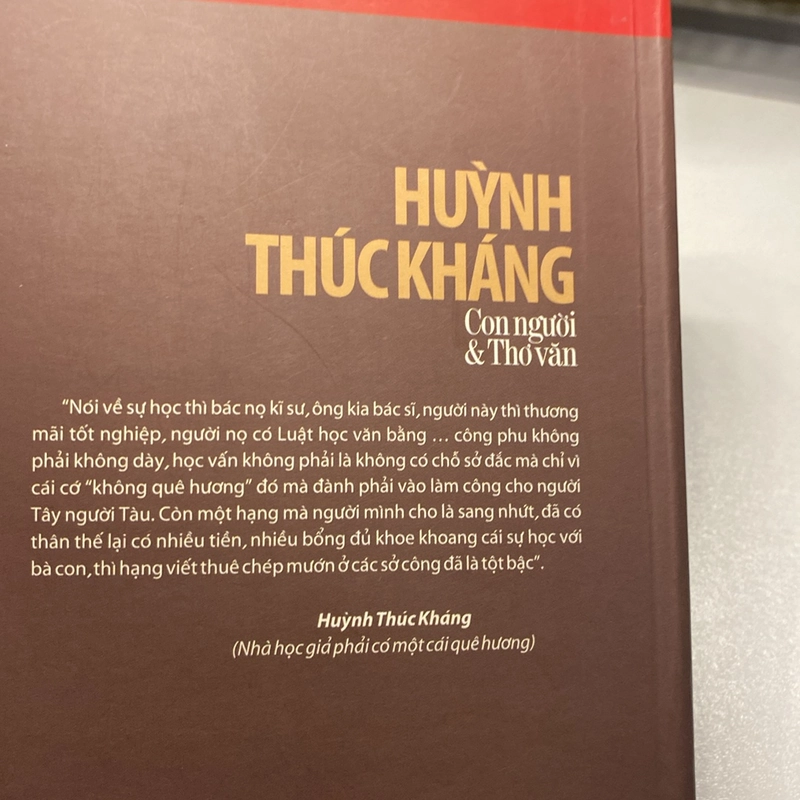 HUỲNH
THÚC KHÁNG
Con người
& Thơ văn
"Nói về sự học thì bác nọ kĩ sư, ông kia bác sĩ, người này thì thương
mãi tốt nghiệp, người nọ có Luật học văn bằng ... công phu không
phải không dày, học vấn không phải là không có chỗ sở đắc mà chỉ vì
cái cớ "không quê hương" đó mà đành phải vào làm công cho người
Tây người Tàu. Còn một hạng mà người mình cho là sang nhứt, đã có
thân thế lại có nhiều tiền, nhiều bổng đủ khoe khoang cái sự học với
bà con, thì hạng viết thuê chép mướn ở các sở công đã là tột bậc".
Huỳnh Thúc Kháng
(Nhà học giả phải có một cái quê hương)